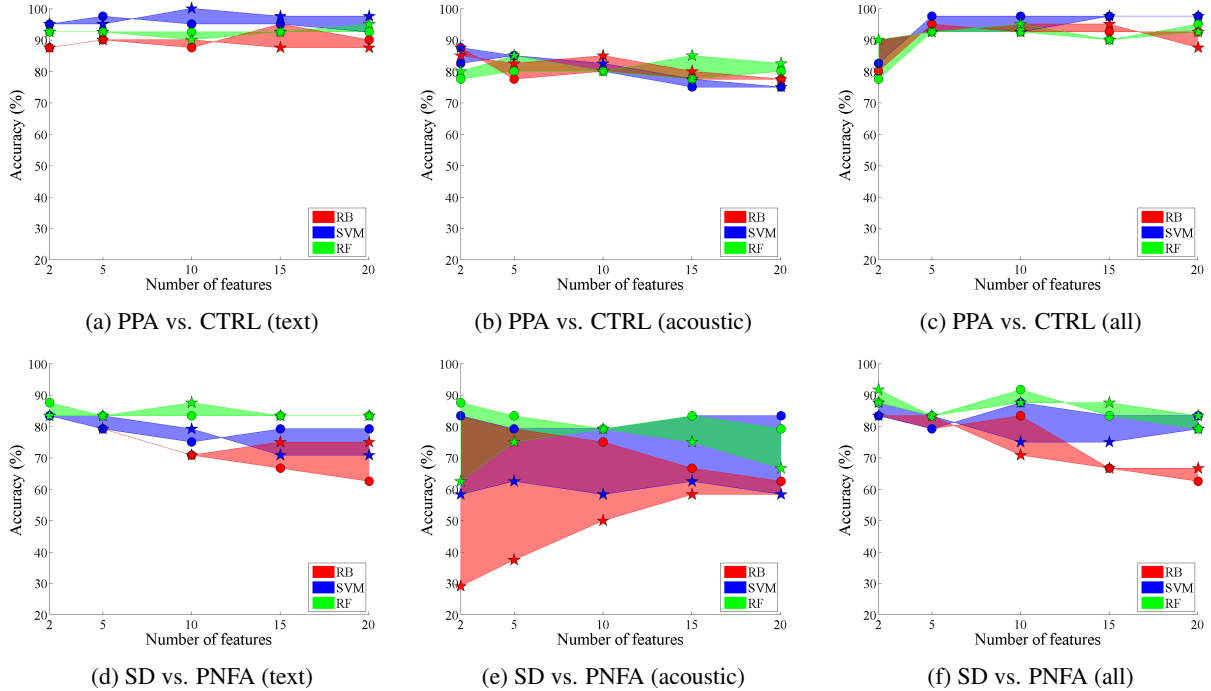 100
90
80
70
60
50
40
30
20
Accuracy (%)
2 5 10 15 20
Number of features
RB
SVM
RF
(a) PPA vs. CTRL (text)
100
90
80
70
60
50
40
30
20
Accuracy (%)
2 5 10 15 20
Number of features
RB
SVM
RF
(b) PPA vs. CTRL (acoustic)
100
90
80
70
60
50
40
30
20
Accuracy (%)
2 5 10 15 20
Number of features
RB
SVM
RF
(c) PPA vs. CTRL (all)
100
90
80
70
60
50
40
30
20
Accuracy (%)
2 5 10 15 20
Number of features
RB
SVM
RF
(d) SD vs. PNFA (text)
100
90
80
70
60
50
40
30
20
Accuracy (%)
2 5 10 15 20
Number of features
RB
SVM
RF
(e) SD vs. PNFA (acoustic)
100
90
80
70
60
50
40
30
20
Accuracy (%)
2 5 10 15 20
Number of features
RB
SVM
RF
(f) SD vs. PNFA (all)